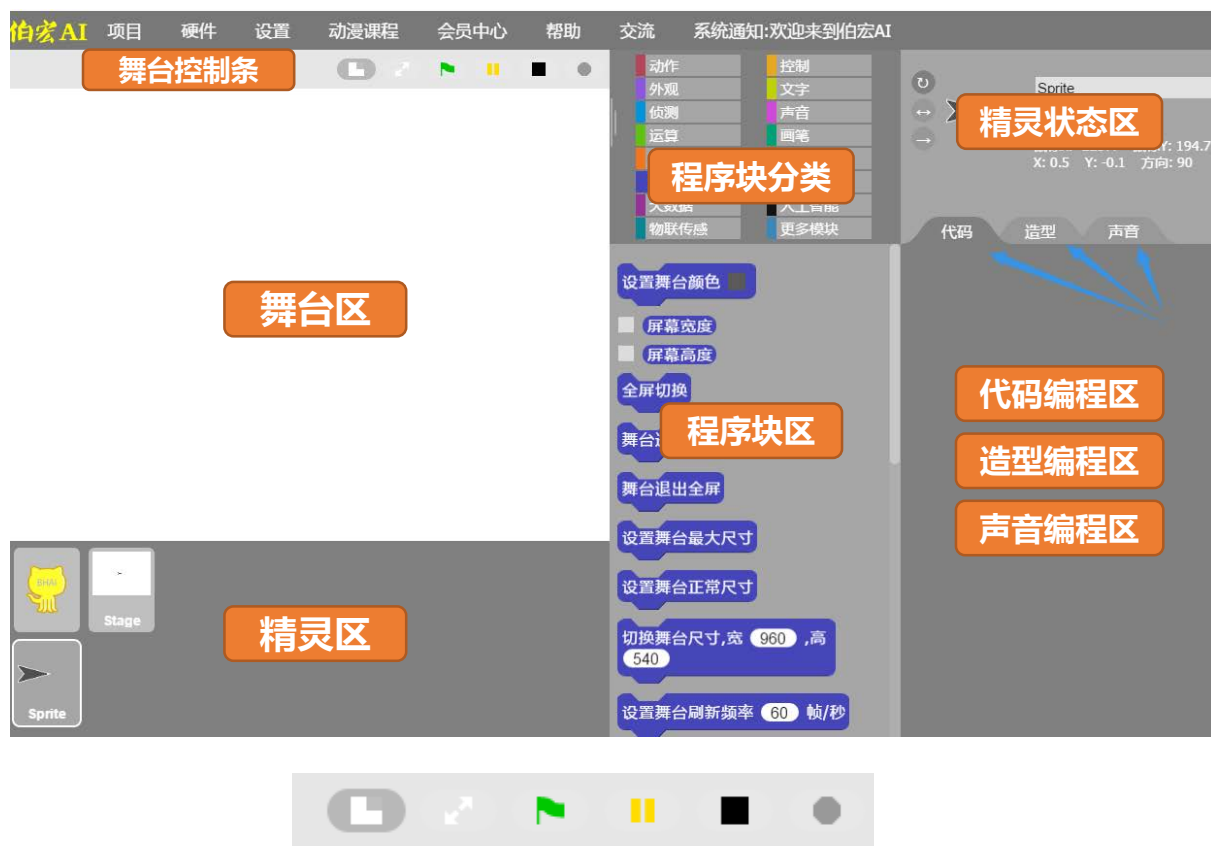 伯宏AI 项目 硬件 设置 动漫课程 会员中心 帮助 交流 系统通知:欢迎来到伯宏AI
舞台控制条
动作 控制
外观 文字
侦测 声音
运算 画笔
程序块分类
大数据 人工智能
物联传感 更多模块
Sprite
精灵状态区
Y: 194.7
X: 0.5 Y: -0.1 方向: 90
代码 造型 声音
设置舞台颜色
屏幕宽度
屏幕高度
全屏切换
程序块区
舞台
舞台退出全屏
设置舞台最大尺寸
设置舞台正常尺寸
切换舞台尺寸,宽 960 ,高
540
设置舞台刷新频率 60 帧/秒
代码编程区
造型编程区
声音编程区
舞台区
BHAI
Stage
精灵区
Sprite